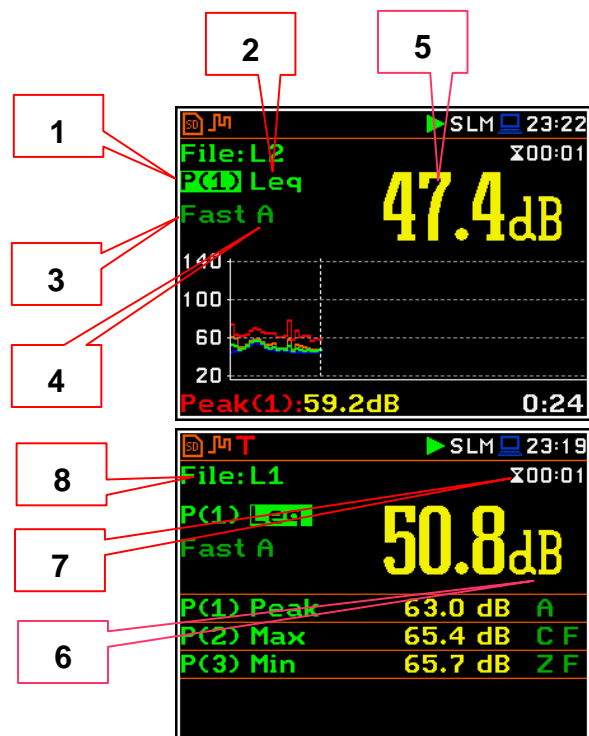 2
5
1
SD SLM 23:22
File: L2 00:01
P(1) Leq
47.4dB
Fast A
3
140
100
60
4
20
Peak(1):59.2dB 0:24
SD T SLM 23:19
8
File: L1 00:01
P(1) Leq
50.8dB
Fast A
7
P(1) Peak 63.0 dB A
P(2) Max 65.4 dB C F
6
P(3) Min 65.7 dB Z F